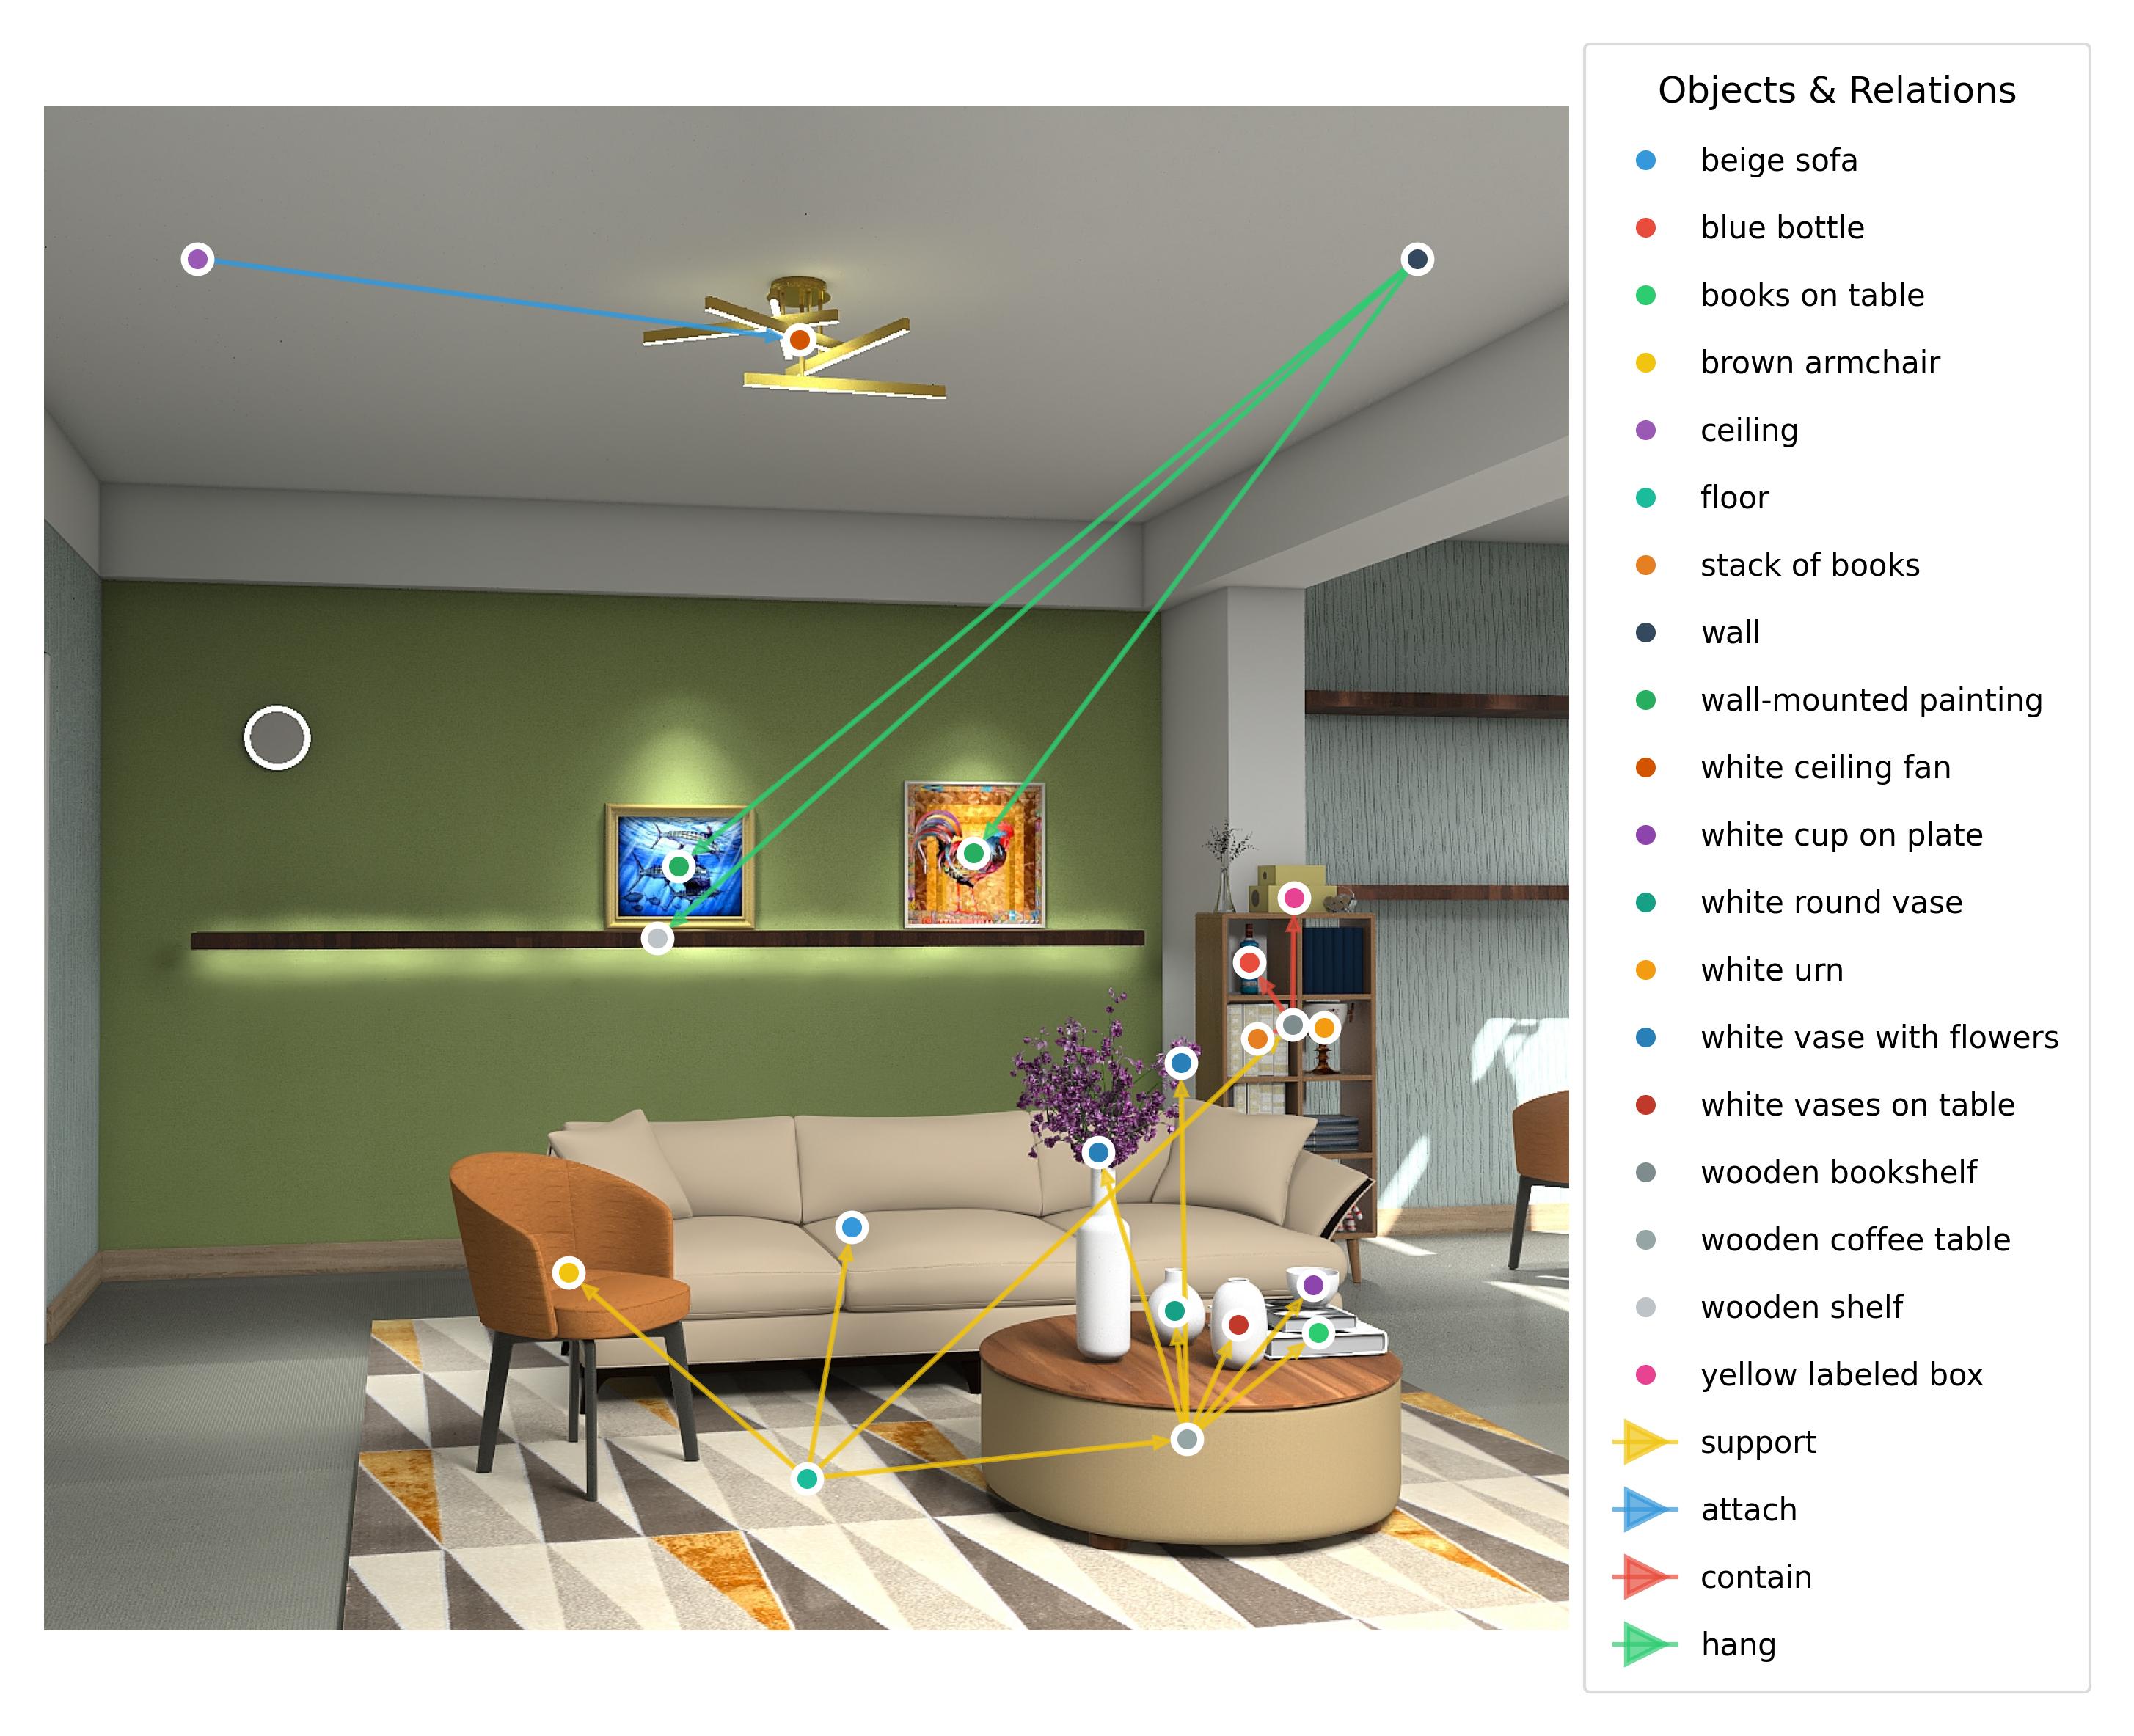 Objects & Relations
beige sofa
blue bottle
books on table
brown armchair
ceiling
floor
stack of books
wall
wall-mounted painting
white ceiling fan
white cup on plate
white round vase
white urn
white vase with flowers
white vases on table
wooden bookshelf
wooden coffee table
wooden shelf
yellow labeled box
support
attach
contain
hang